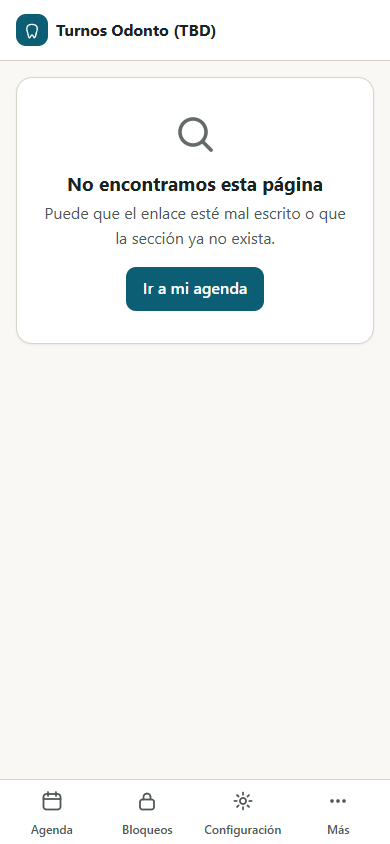 Turnos Odonto (TBD)
No encontramos esta página
Puede que el enlace esté mal escrito o que
la sección ya no exista.
Ir a mi agenda
Agenda
Bloqueos
Configuración
Más